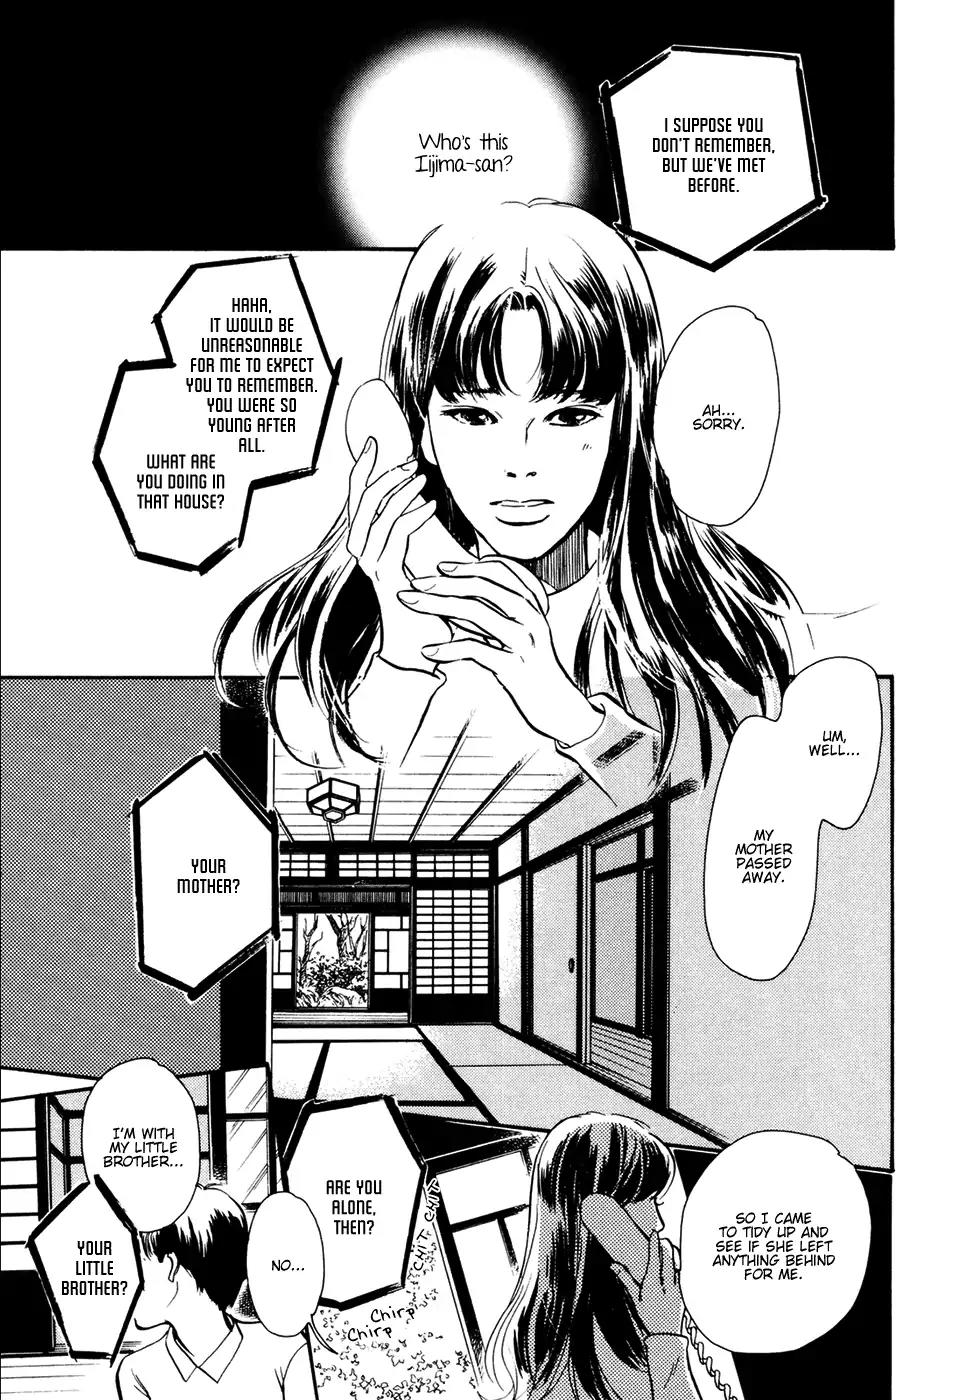 I SUPPOSE YOU
DON'T REMEMBER,
BUT WE'VE MET
BEFORE.
Who's this
Iijima-san?
AH...
SORRY.
HAHA,
IT WOULD BE
UNREASONABLE
FOR ME TO EXPECT
YOU TO REMEMBER.
YOU WERE SO
YOUNG AFTER
ALL.
WHAT ARE
YOU DOING IN
THAT HOUSE?
UM,
WELL...
MY
MOTHER
PASSED
AWAY.
YOUR
MOTHER?
SO I CAME
TO TIDY UP AND
SEE IF SHE LEFT
ANYTHING BEHIND
FOR ME.
CHIT CHIT
Chirp
Chirp
ARE YOU
ALONE,
THEN?
NO...
I'M WITH
MY LITTLE
BROTHER...
YOUR
LITTLE
BROTHER?